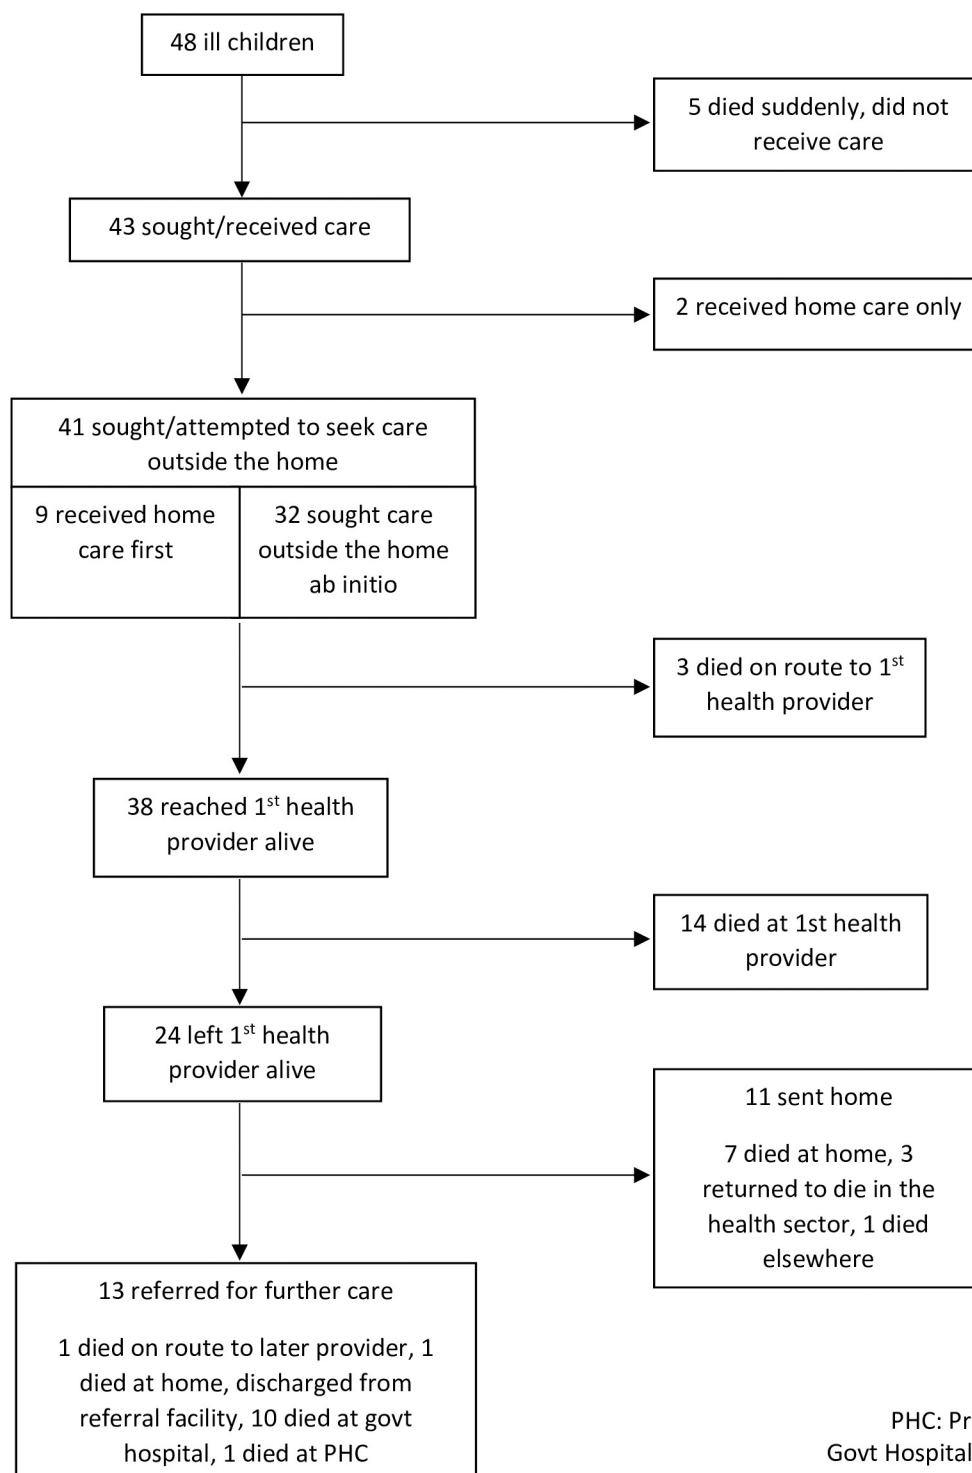 48 ill children
5 died suddenly, did not
receive care
43 sought/received care
2 received home care only
41 sought/attempted to seek care
outside the home
9 received home
care first
32 sought care
outside the home
ab initio
3 died on route to 1st
health provider
38 reached 1st health
provider alive
14 died at 1st health
provider
24 left 1st health
provider alive
11 sent home
7 died at home, 3
returned to die in the
health sector, 1 died
elsewhere
13 referred for further care
1 died on route to later provider, 1
died at home, discharged from
referral facility, 10 died at govt
hospital, 1 died at PHC
PHC: Pr
Govt Hospital